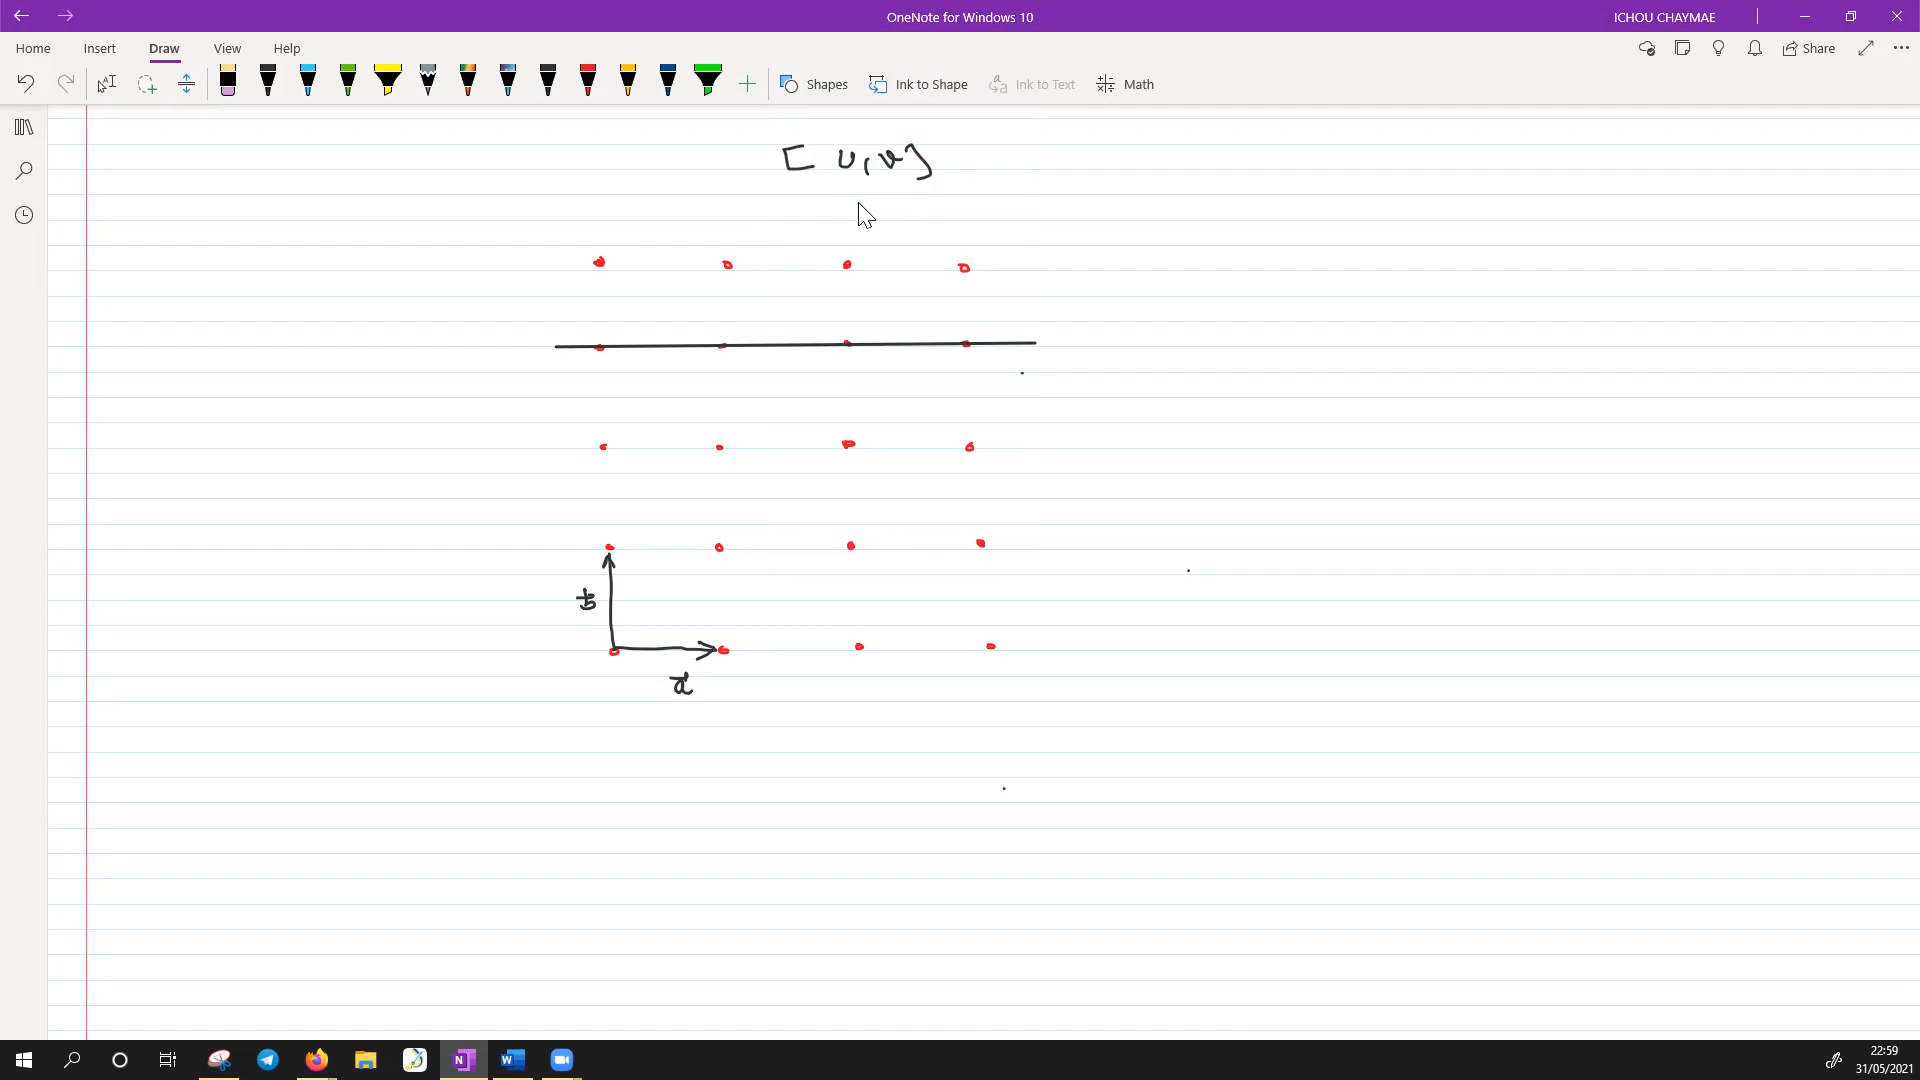 OneNote for Windows 10
ICHOU CHAYMAE
Home Insert Draw View Help
Share
Shapes Ink to Shape Ink to Text Math
[ u, v ]
b
a
22:59
31/05/2021